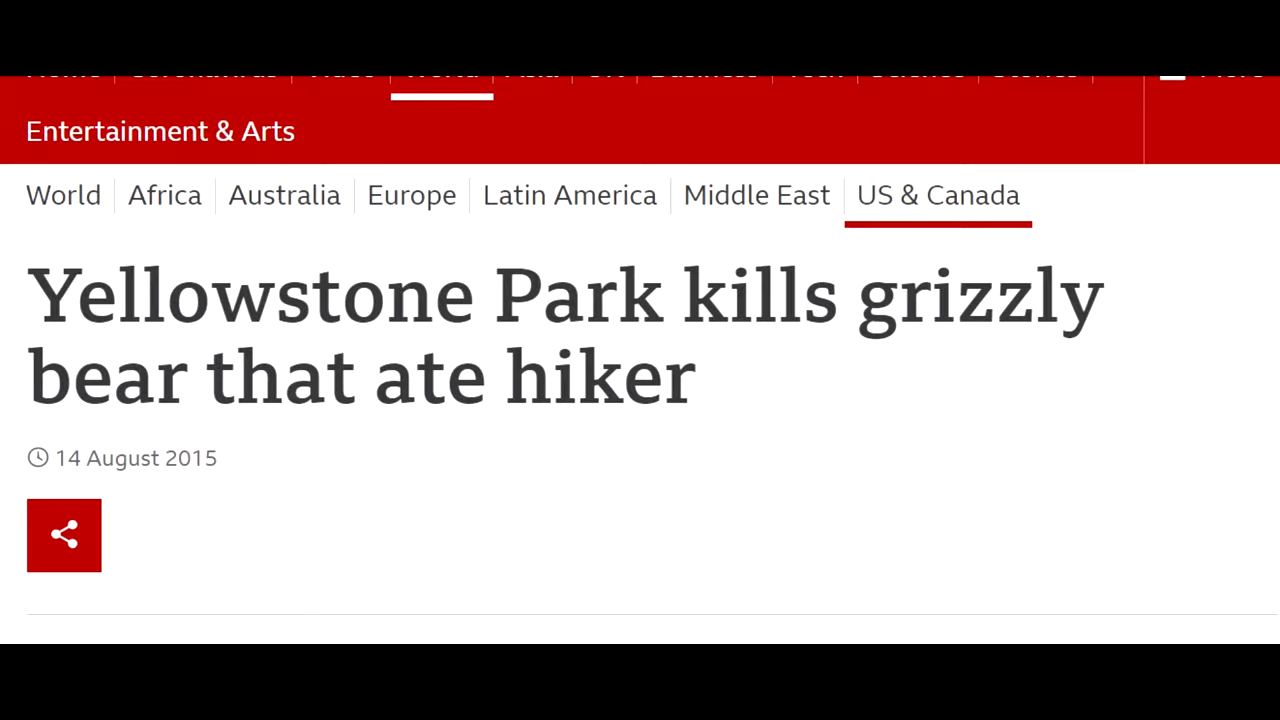 Entertainment & Arts
World Africa Australia Europe Latin America Middle East US & Canada
Yellowstone Park kills grizzly
bear that ate hiker
14 August 2015